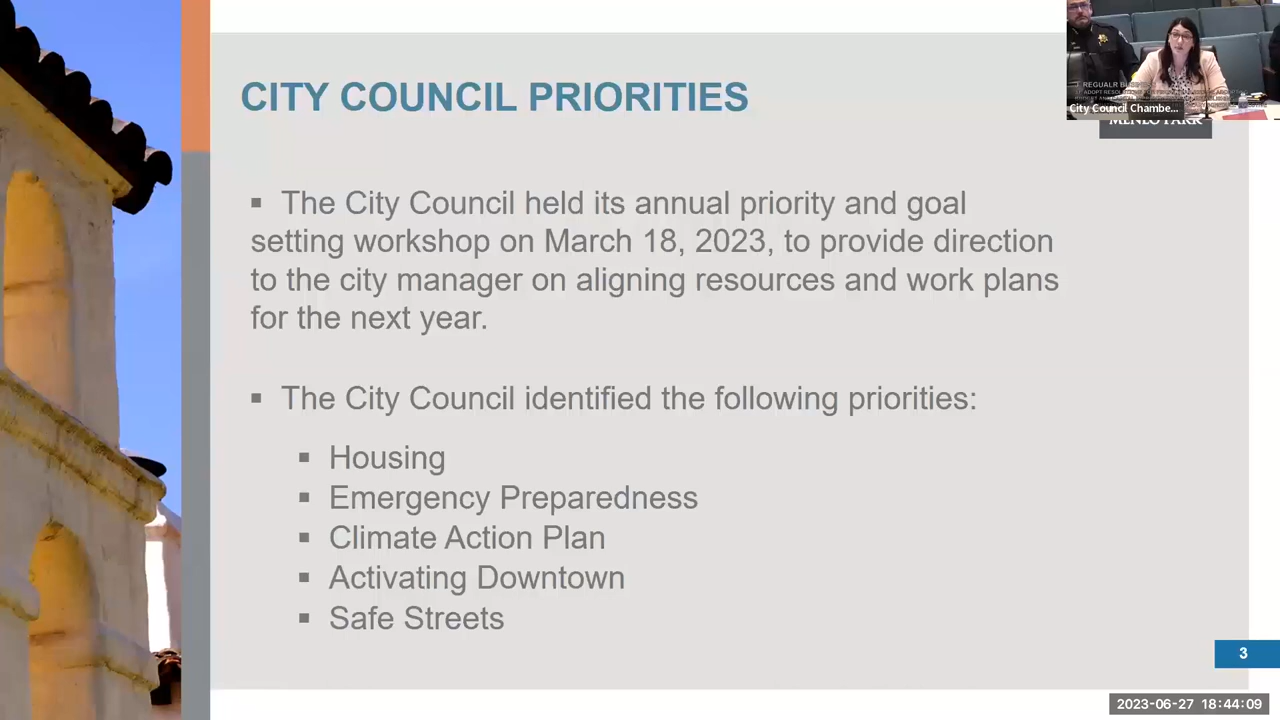 CITY COUNCIL PRIORITIES
▪ The City Council held its annual priority and goal
setting workshop on March 18, 2023, to provide direction
to the city manager on aligning resources and work plans
for the next year.
▪ The City Council identified the following priorities:
▪ Housing
▪ Emergency Preparedness
▪ Climate Action Plan
▪ Activating Downtown
▪ Safe Streets
City Council Chambe...
MENLO PARK
3
2023-06-27 18:44:09